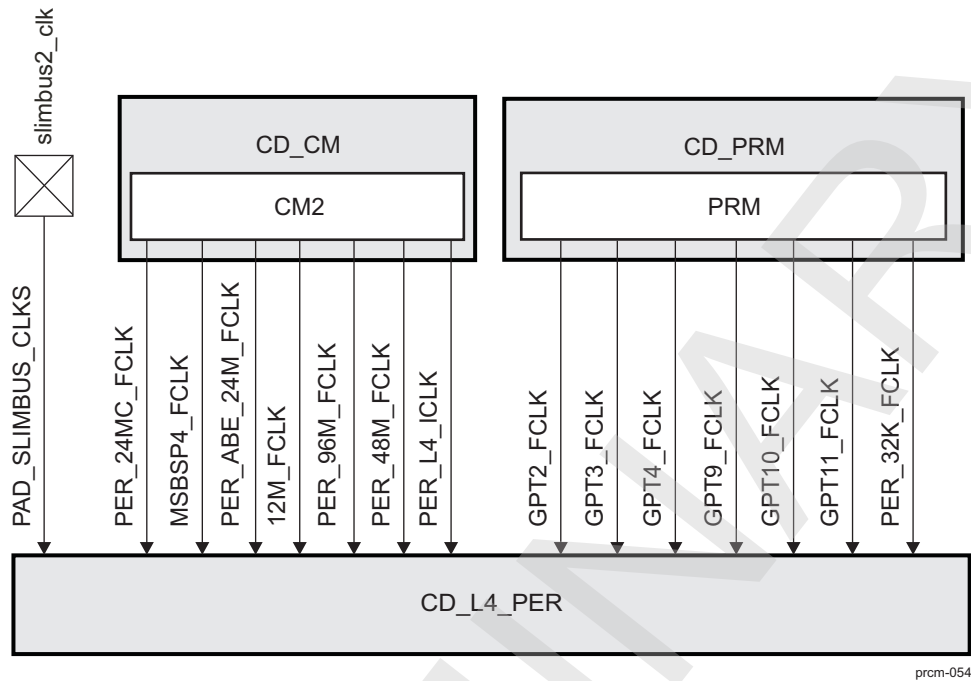 slimbus2_clk
CD_CM
CM2
CD_PRM
PRM
PAD_SLIMBUS_CLKS
PER_24MC_FCLK
MSBSP4_FCLK
PER_ABE_24M_FCLK
12M_FCLK
PER_96M_FCLK
PER_48M_FCLK
PER_L4_ICLK
GPT2_FCLK
GPT3_FCLK
GPT4_FCLK
GPT9_FCLK
GPT10_FCLK
GPT11_FCLK
PER_32K_FCLK
CD_L4_PER
prcm-054